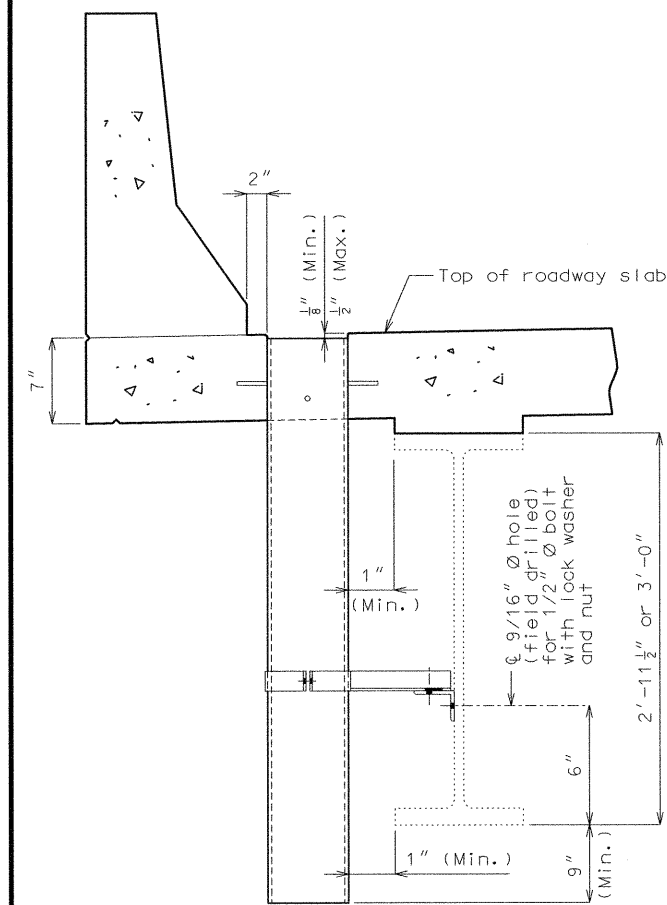 2"
1/8" (Min.)
1/2" (Max.)
Top of roadway slab
7"
1"
(Min.)
℄ 9/16" Ø hole
(field drilled)
for 1/2" Ø bolt
with lock washer
and nut
2'-11 1/2" or 3'-0"
6"
1" (Min.)
9"
(Min.)